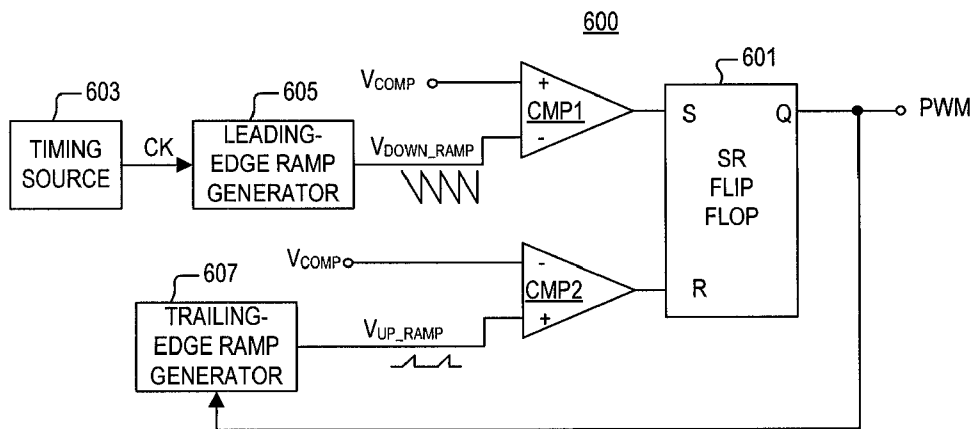 600
603
TIMING
SOURCE
CK
605
LEADING-
EDGE RAMP
GENERATOR
VDOWN_RAMP
VCOMP
+
CMP1
-
601
S
Q
SR
FLIP
FLOP
R
PWM
607
TRAILING-
EDGE RAMP
GENERATOR
VUP_RAMP
VCOMP
-
CMP2
+